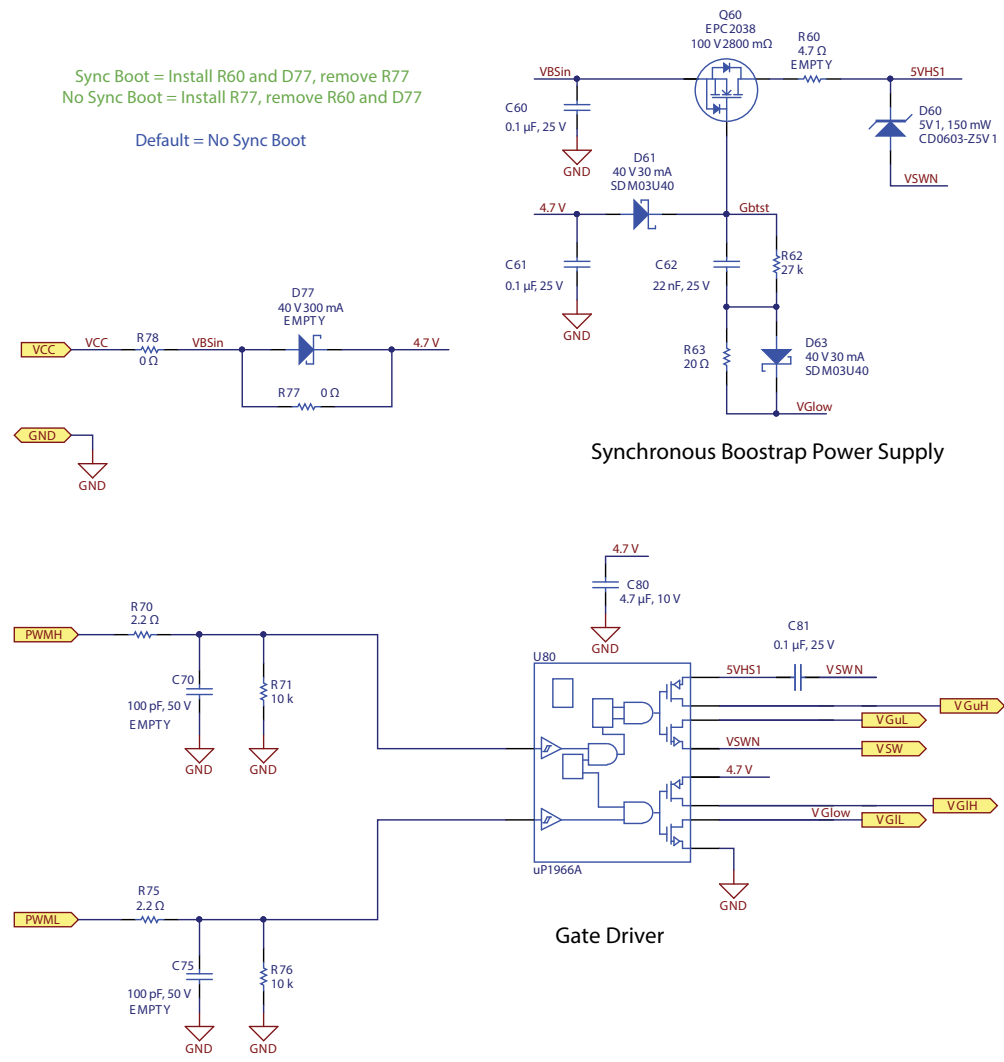 Sync Boot = Install R60 and D77, remove R77
No Sync Boot = Install R77, remove R60 and D77
Default = No Sync Boot
Q60
EPC2038
100 V 2800 mΩ
R60
4.7 Ω
EMPTY
VBSin
5VHS1
C60
0.1 µF, 25 V
GND
D60
5V1, 150 mW
CD0603-Z5V1
VSWN
D61
40 V 30 mA
SDM03U40
4.7 V
Gbtst
C61
0.1 µF, 25 V
GND
C62
22 nF, 25 V
R62
27 k
R63
20 Ω
D63
40 V 30 mA
SDM03U40
VGlow
Synchronous Boostrap Power Supply
D77
40 V 300 mA
EMPTY
VCC
VCC
R78
0 Ω
VBSin
4.7 V
R77
0 Ω
GND
GND
4.7 V
C80
4.7 µF, 10 V
GND
PWMH
R70
2.2 Ω
C70
100 pF, 50 V
EMPTY
R71
10 k
GND
GND
U80
C81
0.1 µF, 25 V
5VHS1
VSWN
VGuH
VGuL
VSWN
VSW
4.7 V
VGlH
VGlow
VGlL
uP1966A
GND
Gate Driver
PWML
R75
2.2 Ω
C75
100 pF, 50 V
EMPTY
R76
10 k
GND
GND